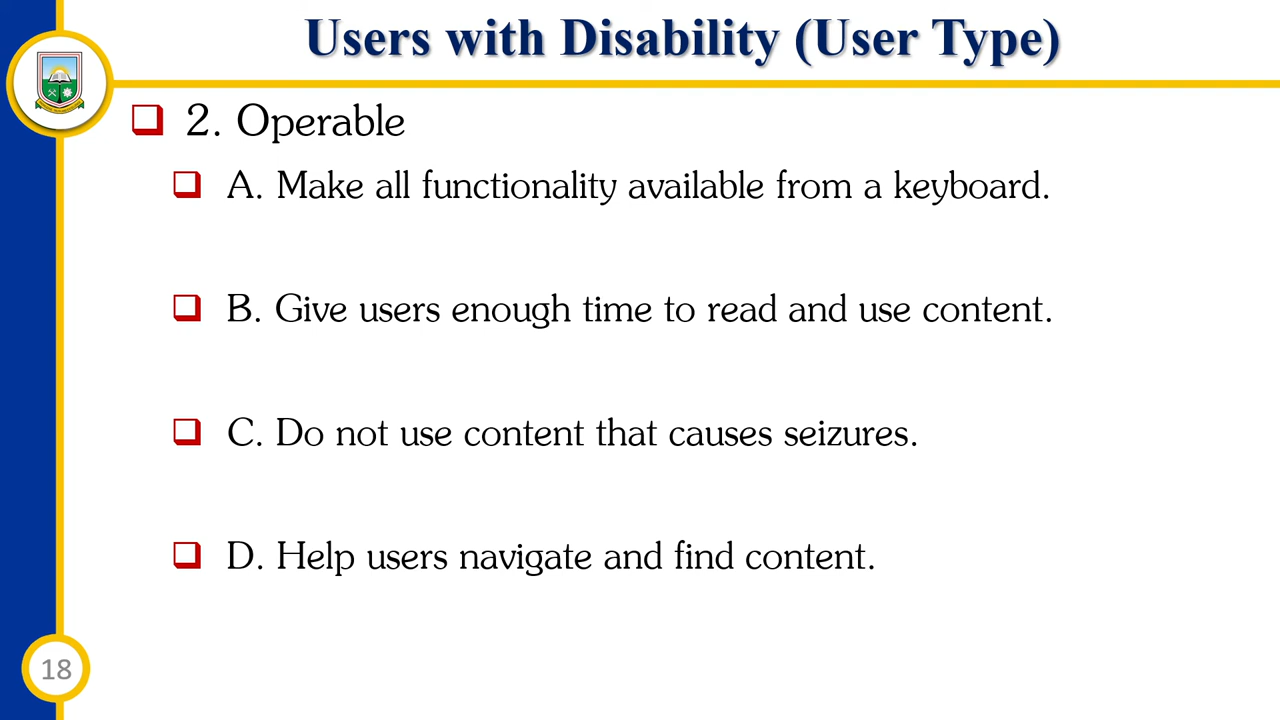 Users with Disability (User Type)
2. Operable
A. Make all functionality available from a keyboard.
B. Give users enough time to read and use content.
C. Do not use content that causes seizures.
D. Help users navigate and find content.
18